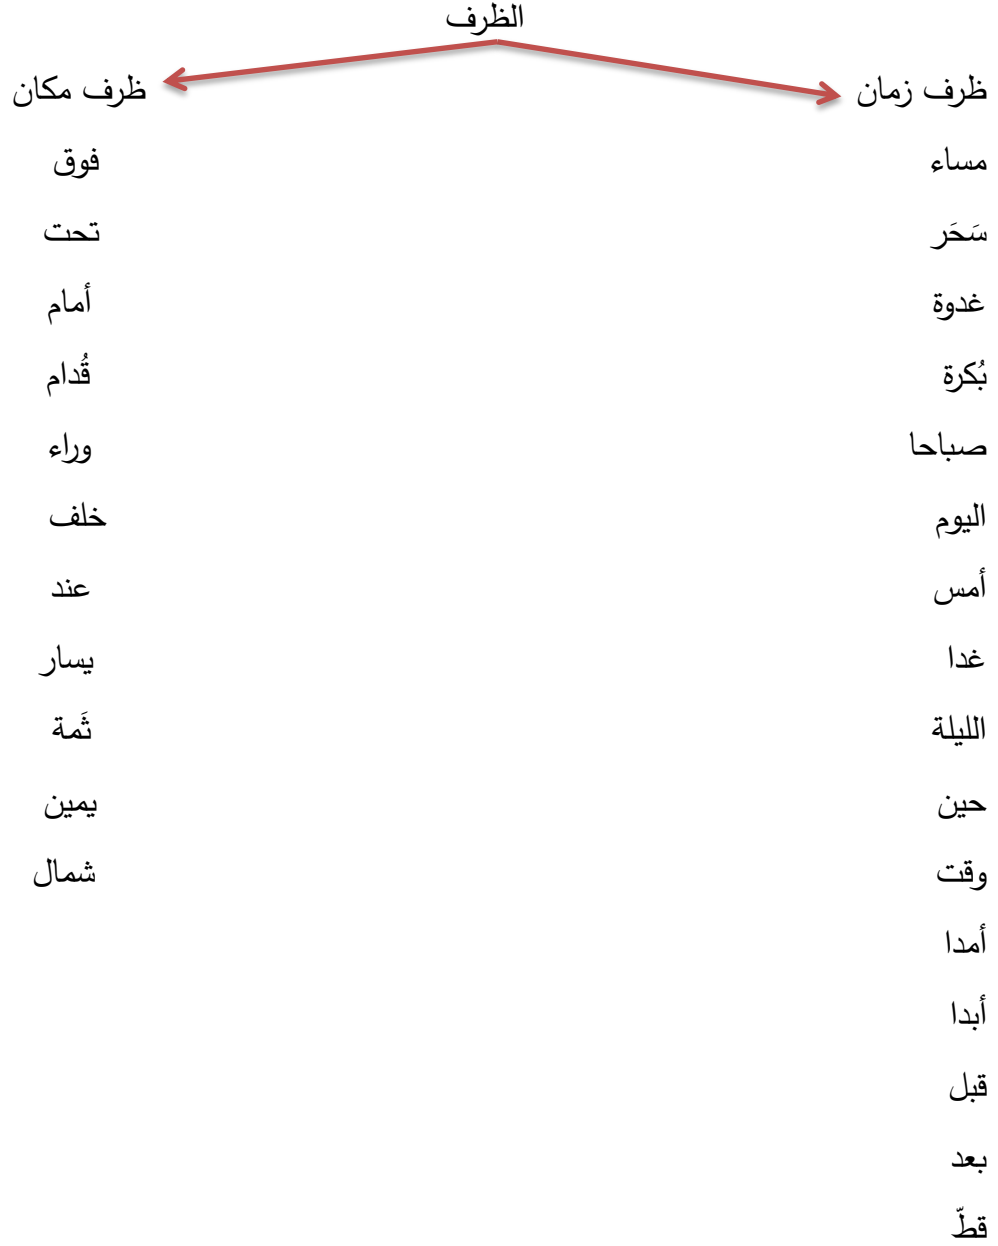 الظرف
ظرف زمان ظرف مكان
مساء فوق
سَحَر تحت
غدوة أمام
بُكرة قُدام
صباحا وراء
اليوم خلف
أمس عند
غدا يسار
الليلة ثَمة
حين يمين
وقت شمال
أمدا
أبدا
قبل
بعد
قطّ